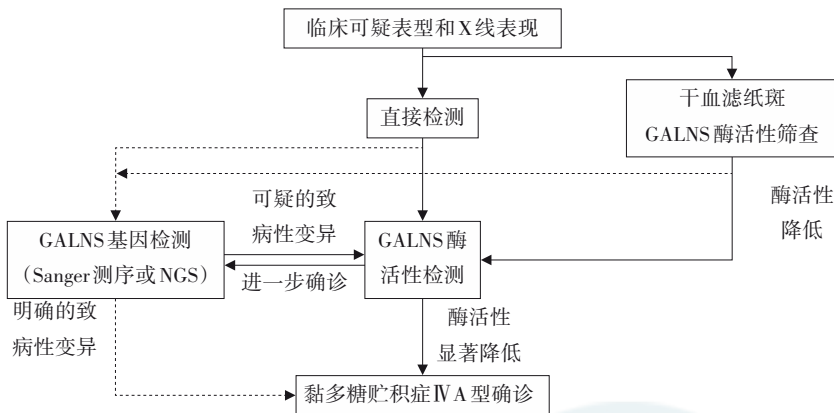 临床可疑表型和X线表现
直接检测
干血滤纸斑
GALNS酶活性筛查
可疑的致
病性变异
酶活性
降低
GALNS基因检测
（Sanger测序或NGS）
GALNS酶
活性检测
进一步确诊
明确的致
病性变异
酶活性
显著降低
黏多糖贮积症ⅣA型确诊